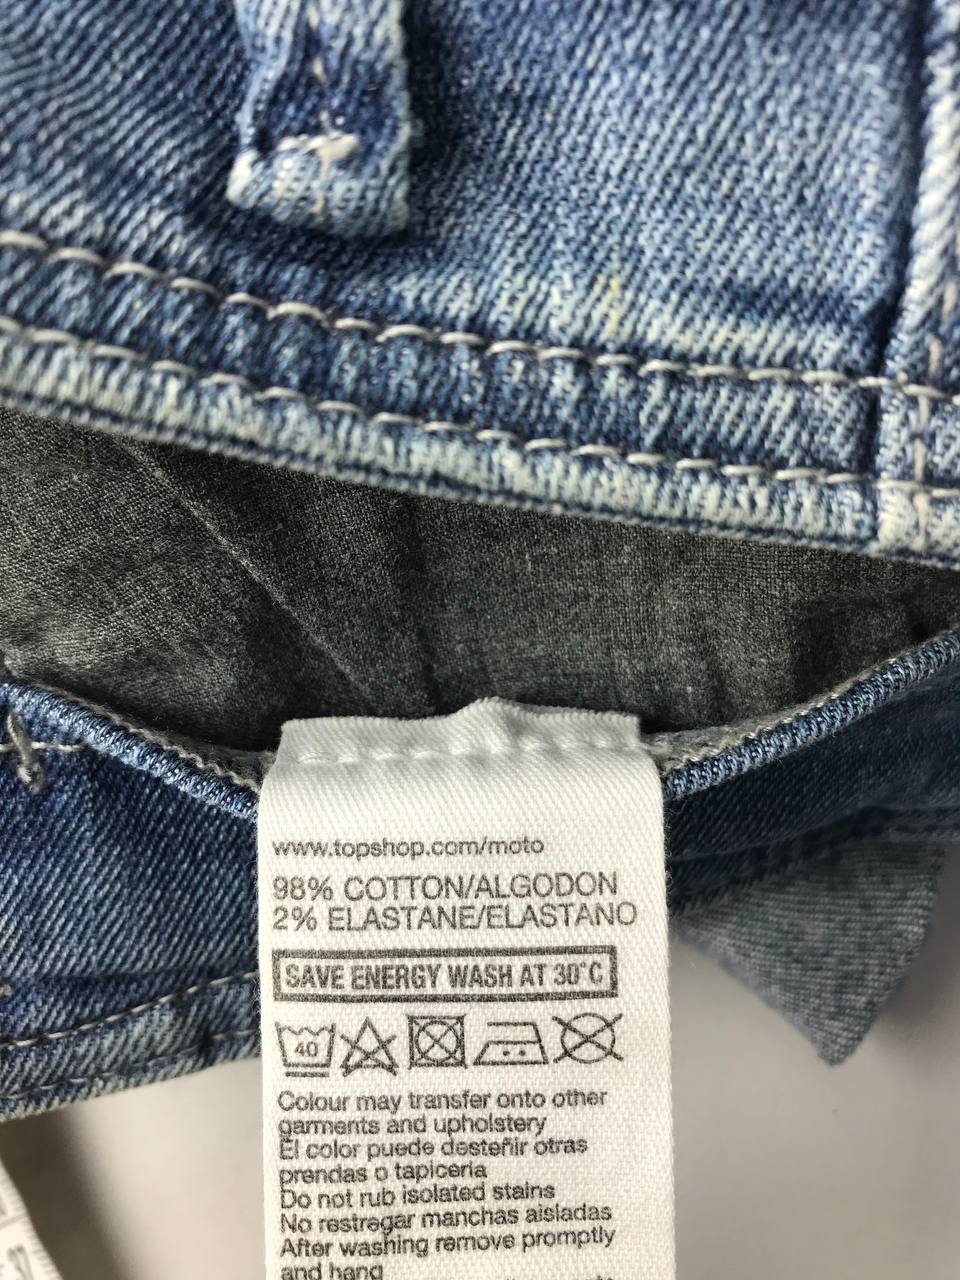 www.topshop.com/moto
98% COTTON/ALGODON
2% ELASTANE/ELASTANO
SAVE ENERGY WASH AT 30°C
40
Colour may transfer onto other
garments and upholstery
El color puede desteñir otras
prendas o tapiceria
Do not rub isolated stains
No restregar manchas aisladas
After washing remove promptly
and hang